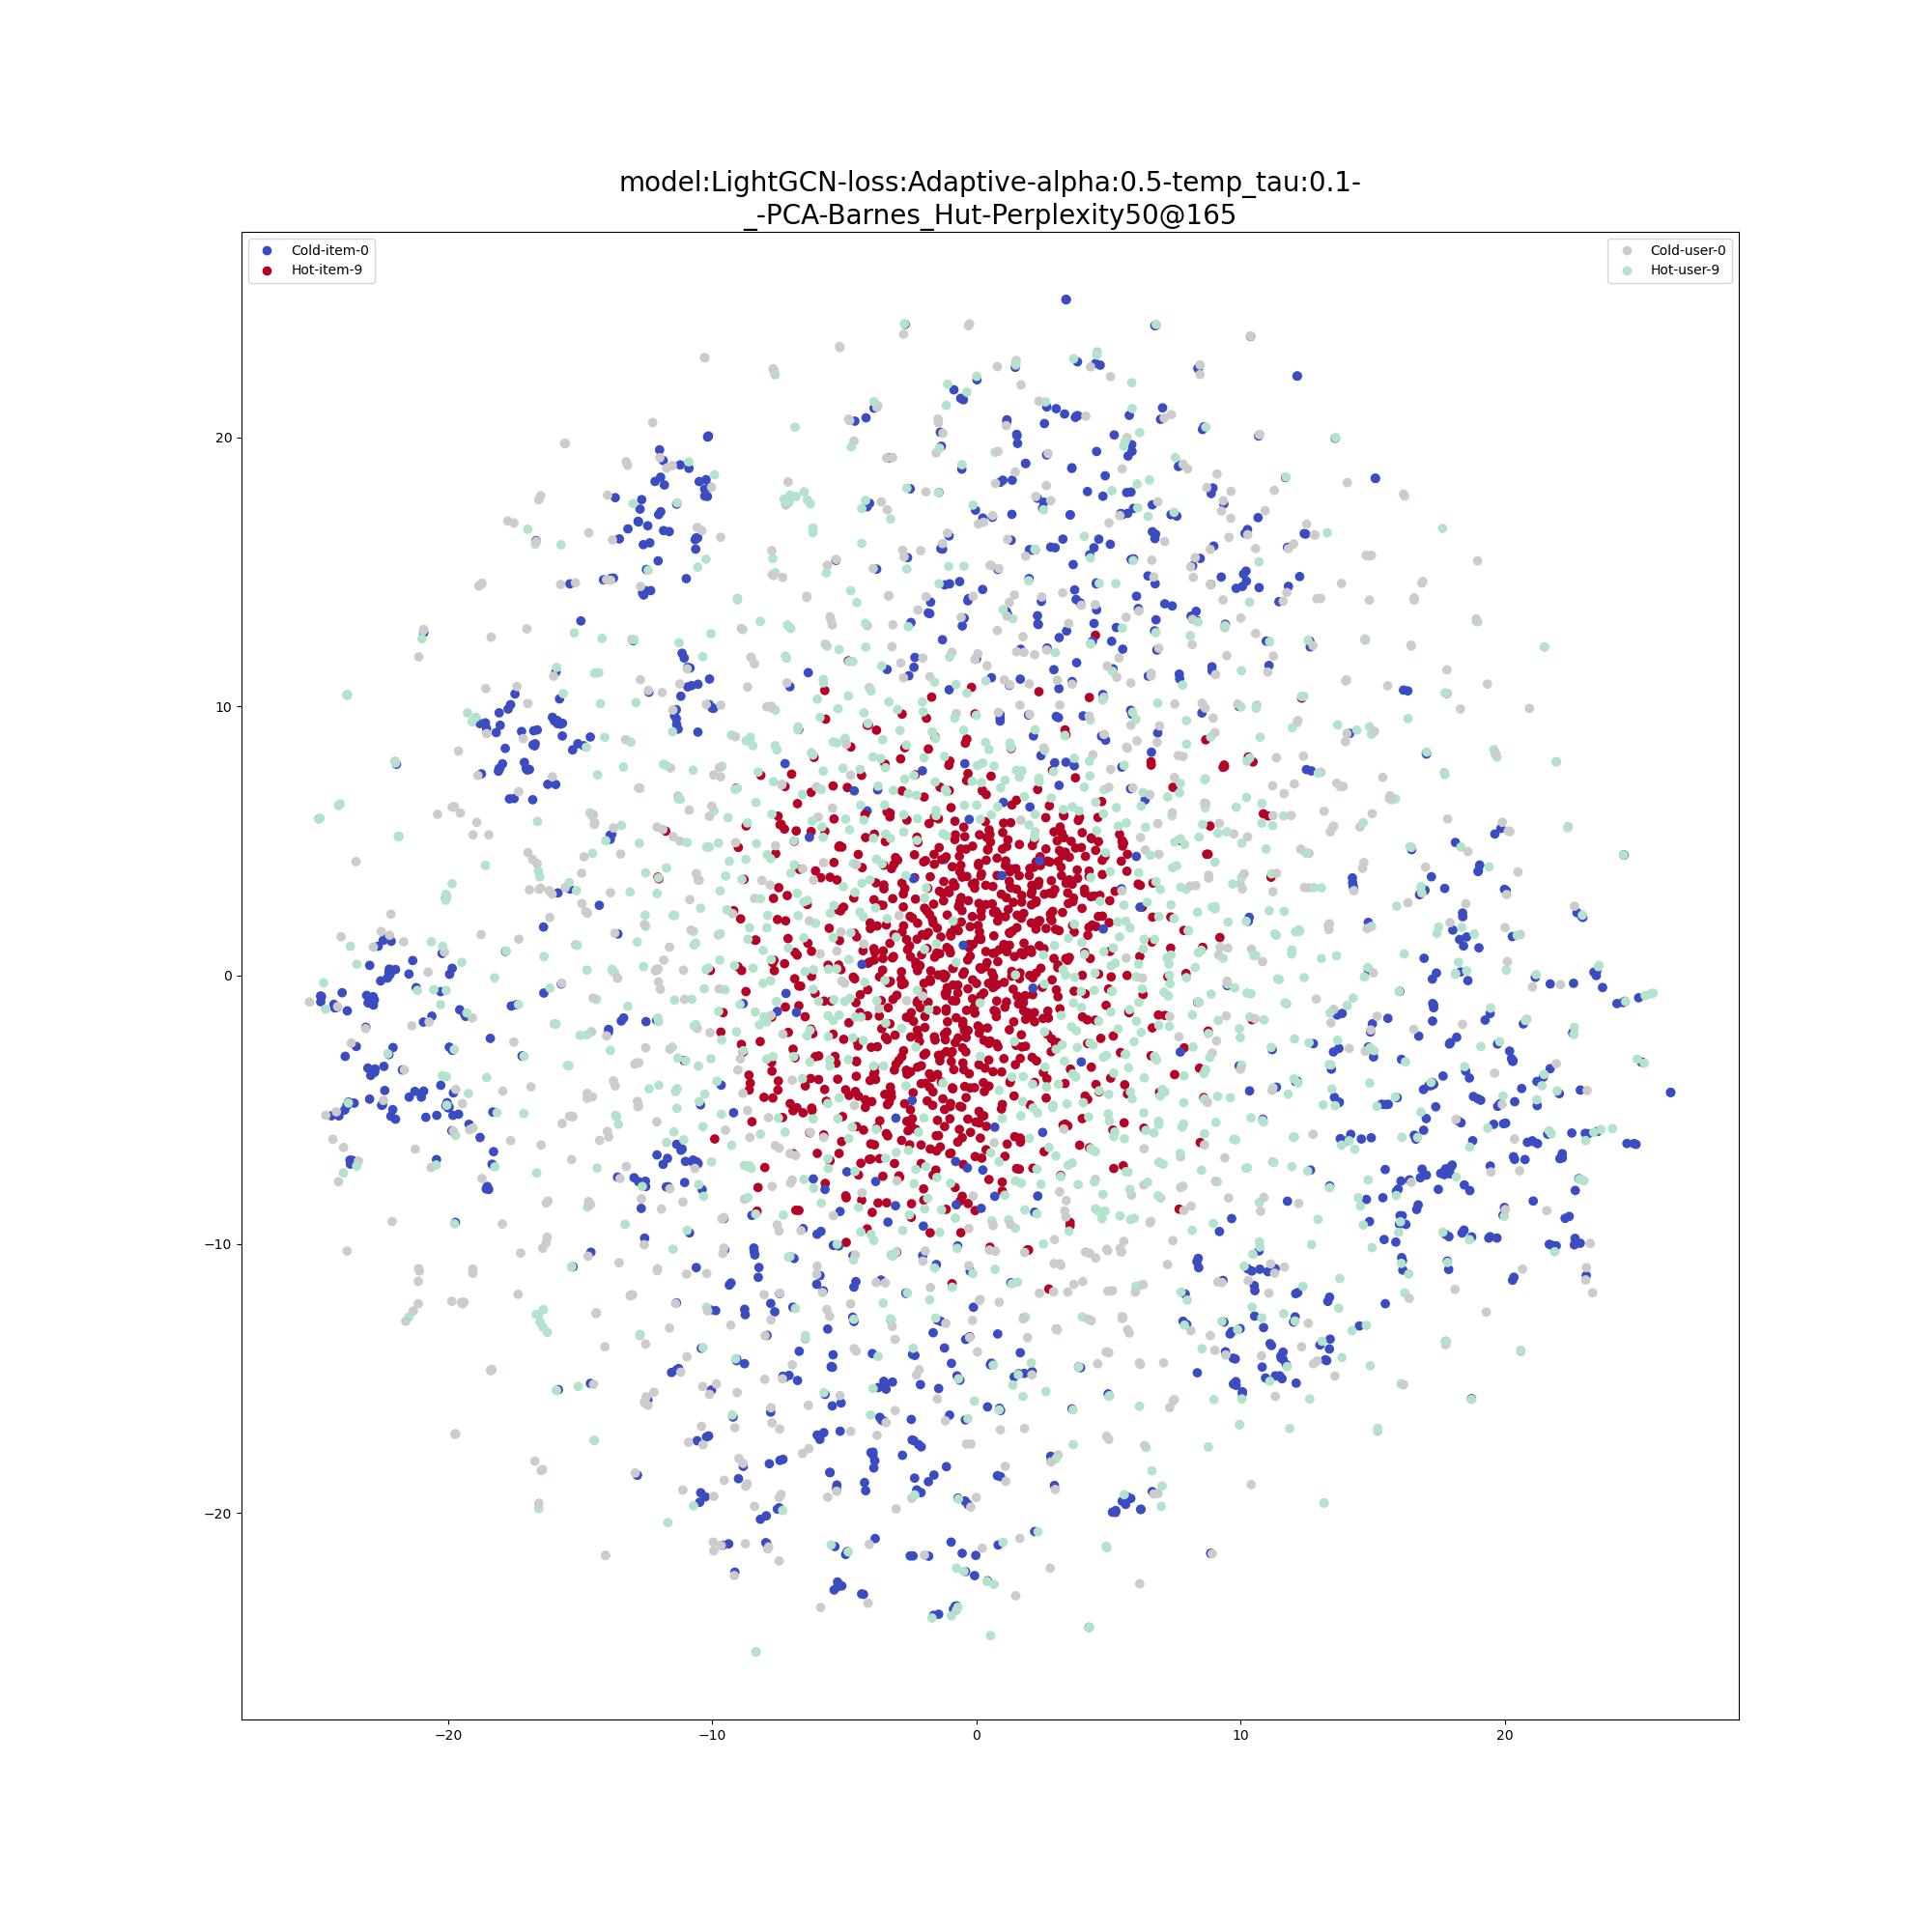 model:LightGCN-loss:Adaptive-alpha:0.5-temp_tau:0.1-
_-PCA-Barnes_Hut-Perplexity50@165
Cold-item-0
Hot-item-9
Cold-user-0
Hot-user-9
20
10
0
−10
−20
−20
−10
0
10
20